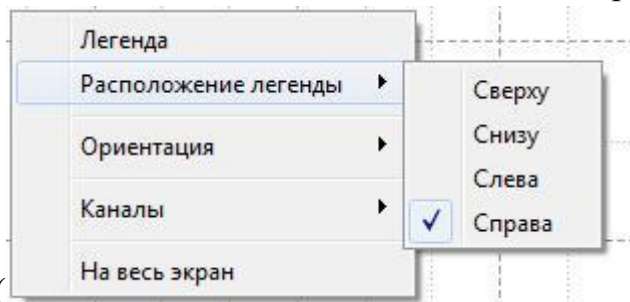 Легенда
Расположение легенды
Ориентация
Каналы
На весь экран
Сверху
Снизу
Слева
Справа